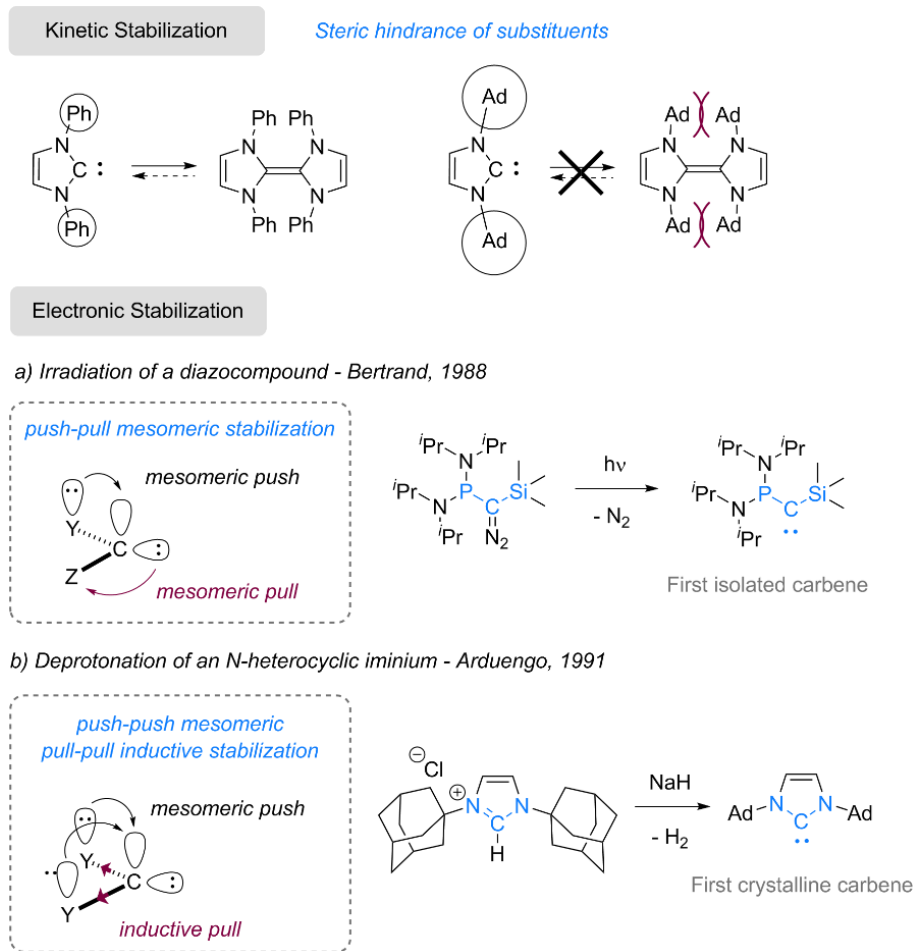 Kinetic Stabilization
Steric hindrance of substituents
Ph
N
C :
N
Ph
Ph Ph
N N
N N
Ph Ph
Ad
N
C :
N
Ad
Ad Ad
N N
N N
Ad Ad
Electronic Stabilization
a) Irradiation of a diazocompound - Bertrand, 1988
push-pull mesomeric stabilization
mesomeric push
Y
C
Z
mesomeric pull
iPr iPr
N
iPr P Si
N C
iPr N2
hν
- N2
iPr iPr
N
iPr P Si
N C
iPr
First isolated carbene
b) Deprotonation of an N-heterocyclic iminium - Arduengo, 1991
push-push mesomeric
pull-pull inductive stabilization
mesomeric push
Y
C
Y
inductive pull
⊖
Cl
⊕
N N
C
H
NaH
- H2
Ad N N Ad
C
First crystalline carbene